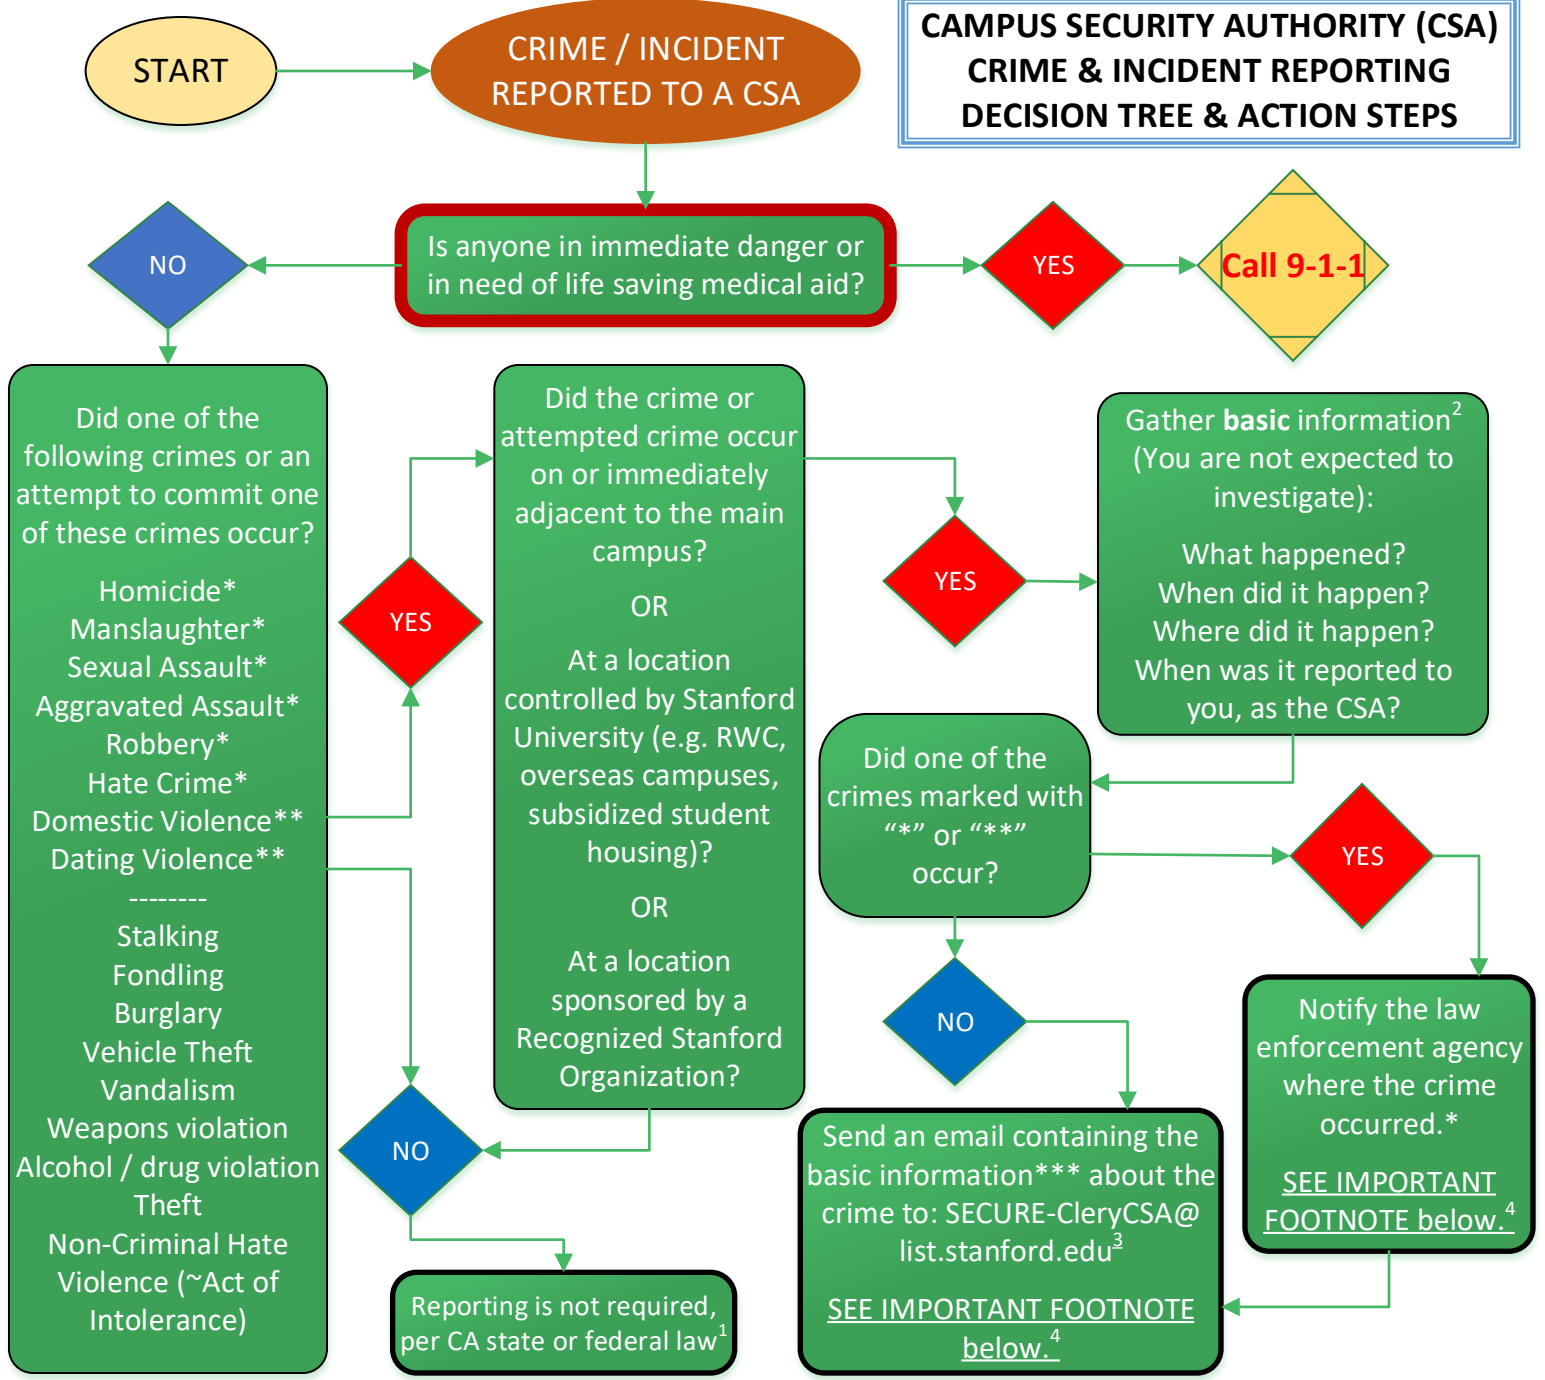 START
CRIME / INCIDENT
REPORTED TO A CSA
CAMPUS SECURITY AUTHORITY (CSA)
CRIME & INCIDENT REPORTING
DECISION TREE & ACTION STEPS
NO
Is anyone in immediate danger or
in need of life saving medical aid?
YES
Call 9-1-1
Did one of the
following crimes or an
attempt to commit one
of these crimes occur?
Homicide*
Manslaughter*
Sexual Assault*
Aggravated Assault*
Robbery*
Hate Crime*
Domestic Violence**
Dating Violence**
--------
Stalking
Fondling
Burglary
Vehicle Theft
Vandalism
Weapons violation
Alcohol / drug violation
Theft
Non-Criminal Hate
Violence (~Act of
Intolerance)
YES
NO
Reporting is not required,
per CA state or federal law1
Did the crime or
attempted crime occur
on or immediately
adjacent to the main
campus?
OR
At a location
controlled by Stanford
University (e.g. RWC,
overseas campuses,
subsidized student
housing)?
OR
At a location
sponsored by a
Recognized Stanford
Organization?
YES
Gather basic information2
(You are not expected to
investigate):
What happened?
When did it happen?
Where did it happen?
When was it reported to
you, as the CSA?
Did one of the
crimes marked with
“*” or “**”
occur?
YES
NO
Notify the law
enforcement agency
where the crime
occurred.*
SEE IMPORTANT
FOOTNOTE below.4
Send an email containing the
basic information*** about the
crime to: SECURE-CleryCSA@
list.stanford.edu3
SEE IMPORTANT FOOTNOTE
below.4